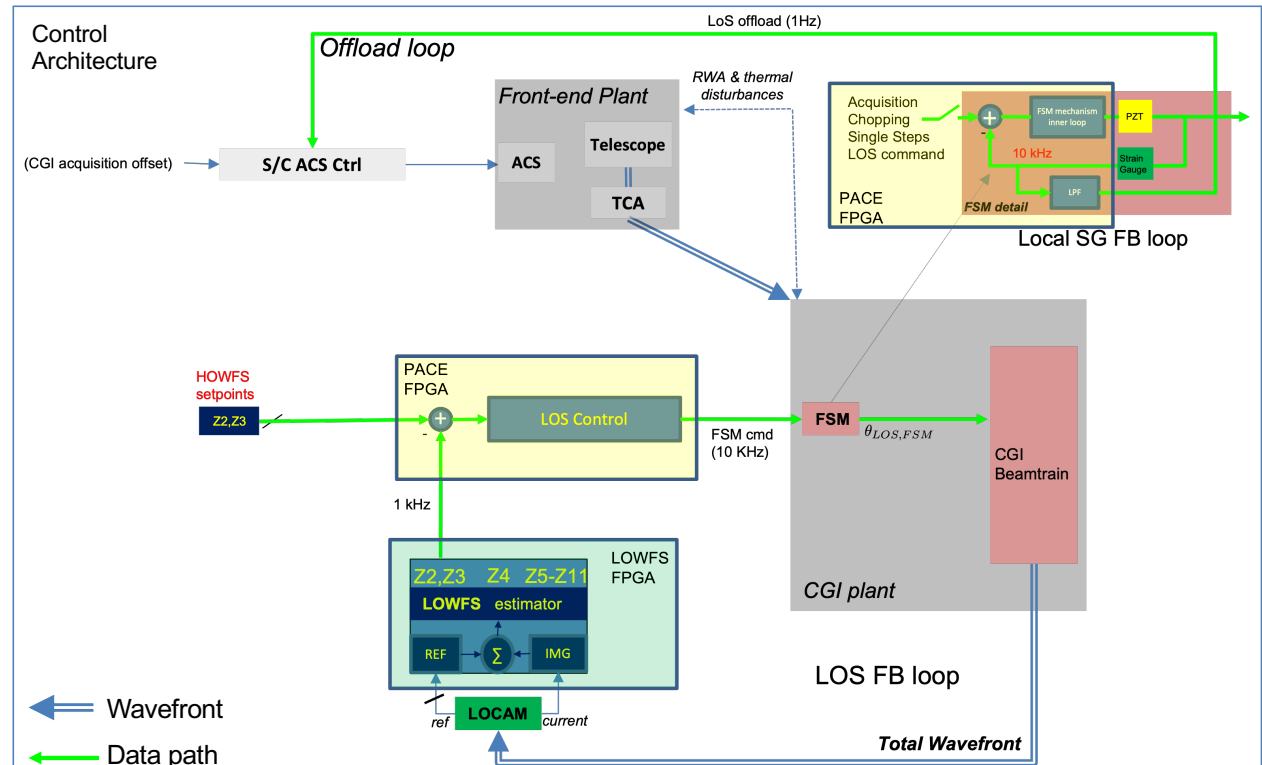 Control
Architecture
LoS offload (1Hz)
Offload loop
(CGI acquisition offset)
S/C ACS Ctrl
Front-end Plant
ACS
Telescope
TCA
RWA & thermal
disturbances
Acquisition
Chopping
Single Steps
LOS command
+
-
FSM mechanism
inner loop
PZT
10 kHz
Strain
Gauge
LPF
FSM detail
PACE
FPGA
Local SG FB loop
HOWFS
setpoints
Z2,Z3
PACE
FPGA
+
-
LOS Control
FSM cmd
(10 KHz)
FSM
θLOS,FSM
CGI
Beamtrain
CGI plant
1 kHz
LOWFS
FPGA
Z2,Z3 Z4 Z5-Z11
LOWFS estimator
REF
Σ
IMG
ref
LOCAM
current
LOS FB loop
Total Wavefront
Wavefront
Data path